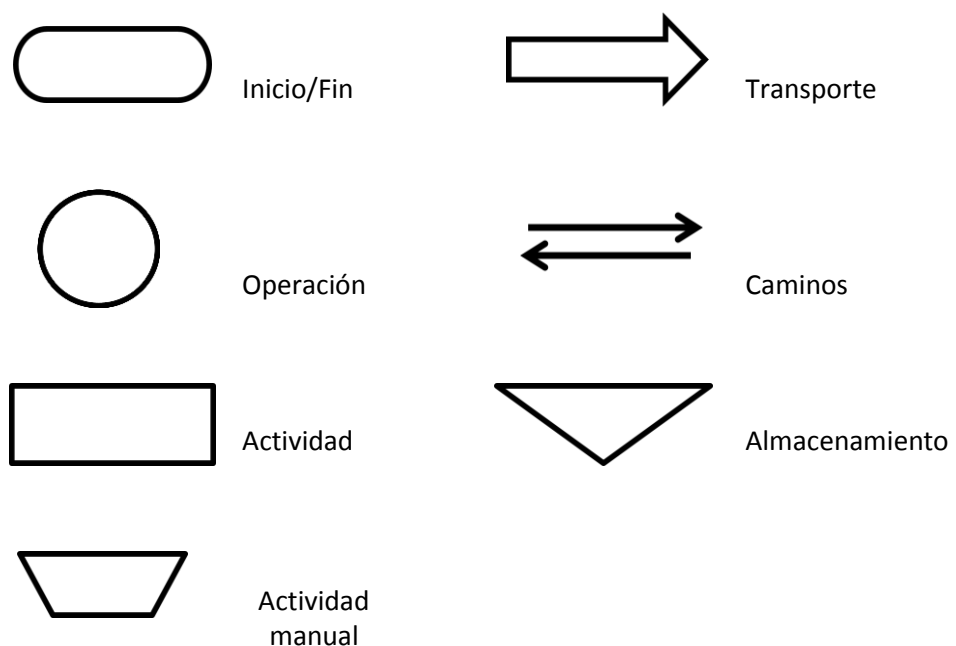 Inicio/Fin
Transporte
Operación
Caminos
Actividad
Almacenamiento
Actividad
manual